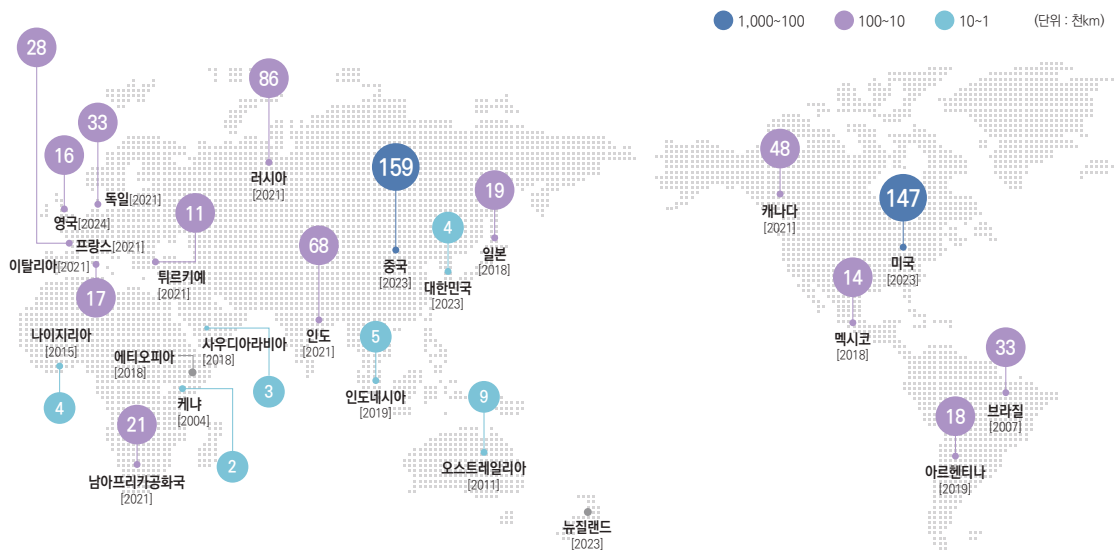 1,000~100 100~10 10~1 (단위 : 천km)
28
86
33
16
159
48
러시아
[2021]
독일[2021]
19
147
영국[2024]
11
4
캐나다
[2021]
프랑스[2021]
68
일본
[2018]
이탈리아[2021]
튀르키예
[2021]
중국
[2023]
대한민국
[2023]
미국
[2023]
17
14
나이지리아
[2015]
사우디아라비아
[2018]
인도
[2021]
5
멕시코
[2018]
에티오피아
[2018]
33
3
인도네시아
[2019]
9
케냐
[2004]
4
브라질
[2007]
21
18
2
오스트레일리아
[2011]
아르헨티나
[2019]
남아프리카공화국
[2021]
뉴질랜드
[2023]